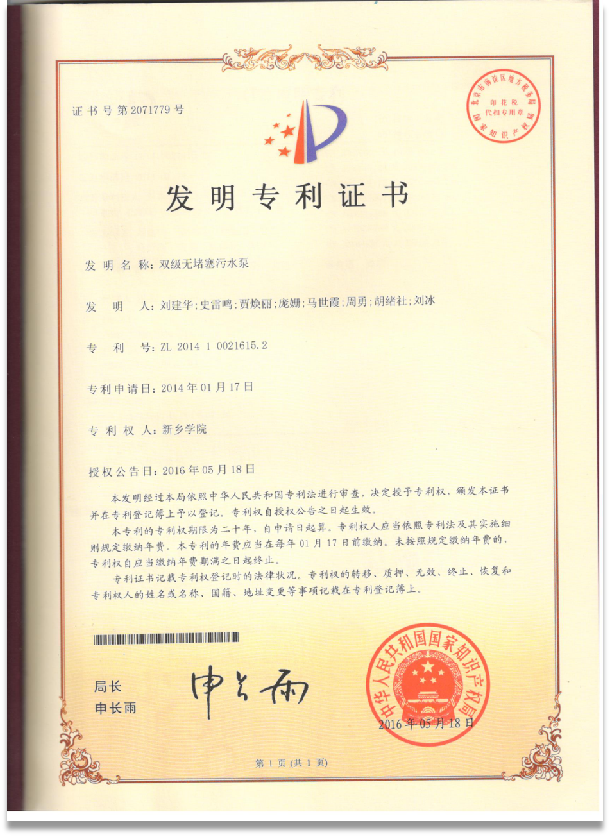 证书号第2071779号
国家知识产权局
代扣专用章
发明专利证书
发明名称:双级无堵塞污水泵
发明人:刘建华;史雷鸣;贾焕丽;庞姗;马世霞;周勇;胡绪社;刘冰
专利号:ZL 2014 1 0021615.2
专利申请日:2014年01月17日
专利权人:新乡学院
授权公告日:2016年05月18日
本发明经过本局依照中华人民共和国专利法进行审查,决定授予专利权,颁发本证书
并在专利登记簿上予以登记。专利权自授权公告之日起生效。
本专利的专利权期限为二十年,自申请日起算。专利权人应当依照专利法及其实施细
则规定缴纳年费。本专利的年费应当在每年01月17日前缴纳。未按照规定缴纳年费的,
专利权自应当缴纳年费期满之日起终止。
专利证书记载专利权登记时的法律状况。专利权的转移、质押、无效、终止、恢复和
专利权人的姓名或名称、国籍、地址变更等事项记载在专利登记簿上。
局长
申长雨
申长雨
中华人民共和国国家知识产权局
2016年05月18日
第1页(共1页)